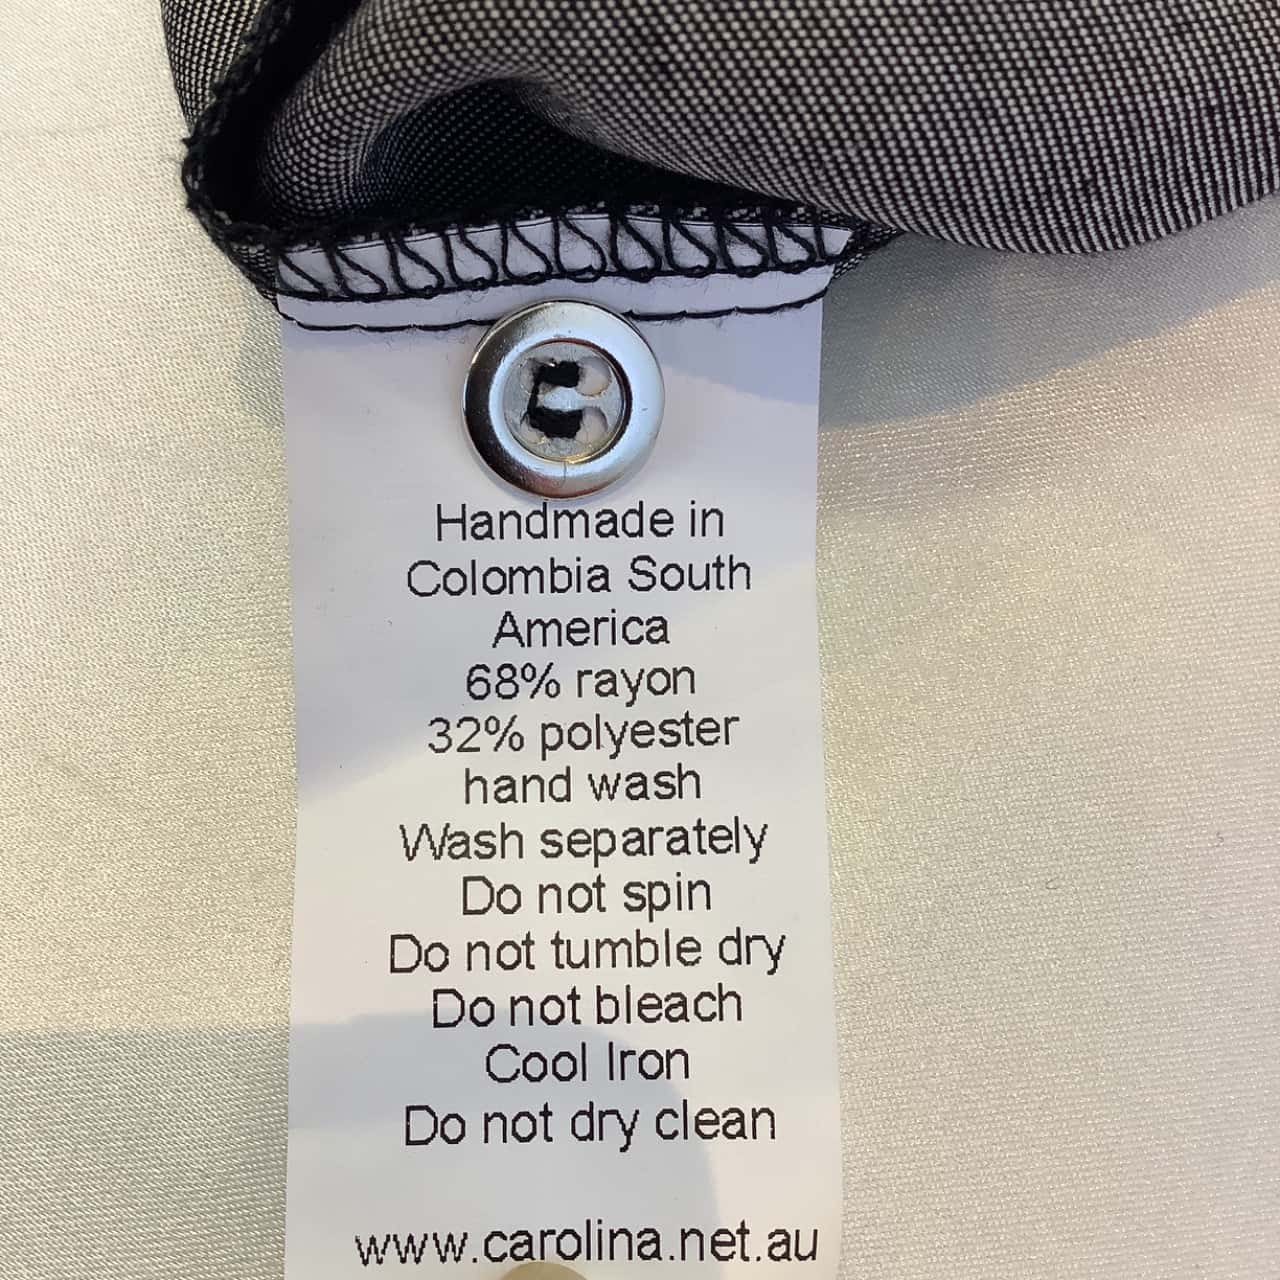 Handmade in
Colombia South
America
68% rayon
32% polyester
hand wash
Wash separately
Do not spin
Do not tumble dry
Do not bleach
Cool Iron
Do not dry clean
www.carolina.net.au